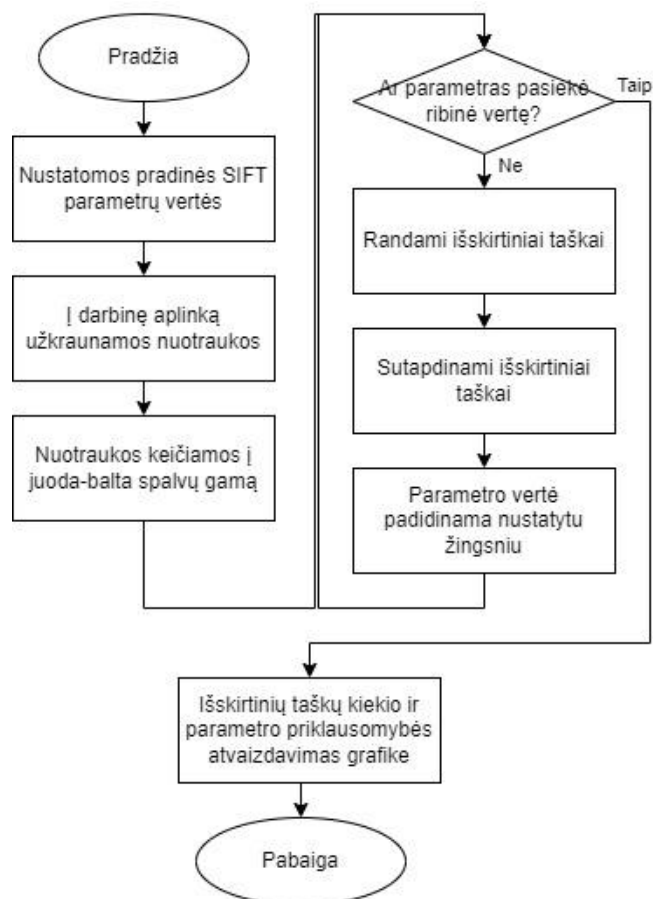 Pradžia
Nustatomos pradinės SIFT
parametrų vertės
Į darbinę aplinką
užkraunamos nuotraukos
Nuotraukos keičiamos į
juoda-balta spalvų gamą
Ar parametras pasiekė
ribinė vertę?
Taip
Ne
Randami išskirtiniai taškai
Sutapdinami išskirtiniai
taškai
Parametro vertė
padidinama nustatytu
žingsniu
Išskirtinių taškų kiekio ir
parametro priklausomybės
atvaizdavimas grafike
Pabaiga